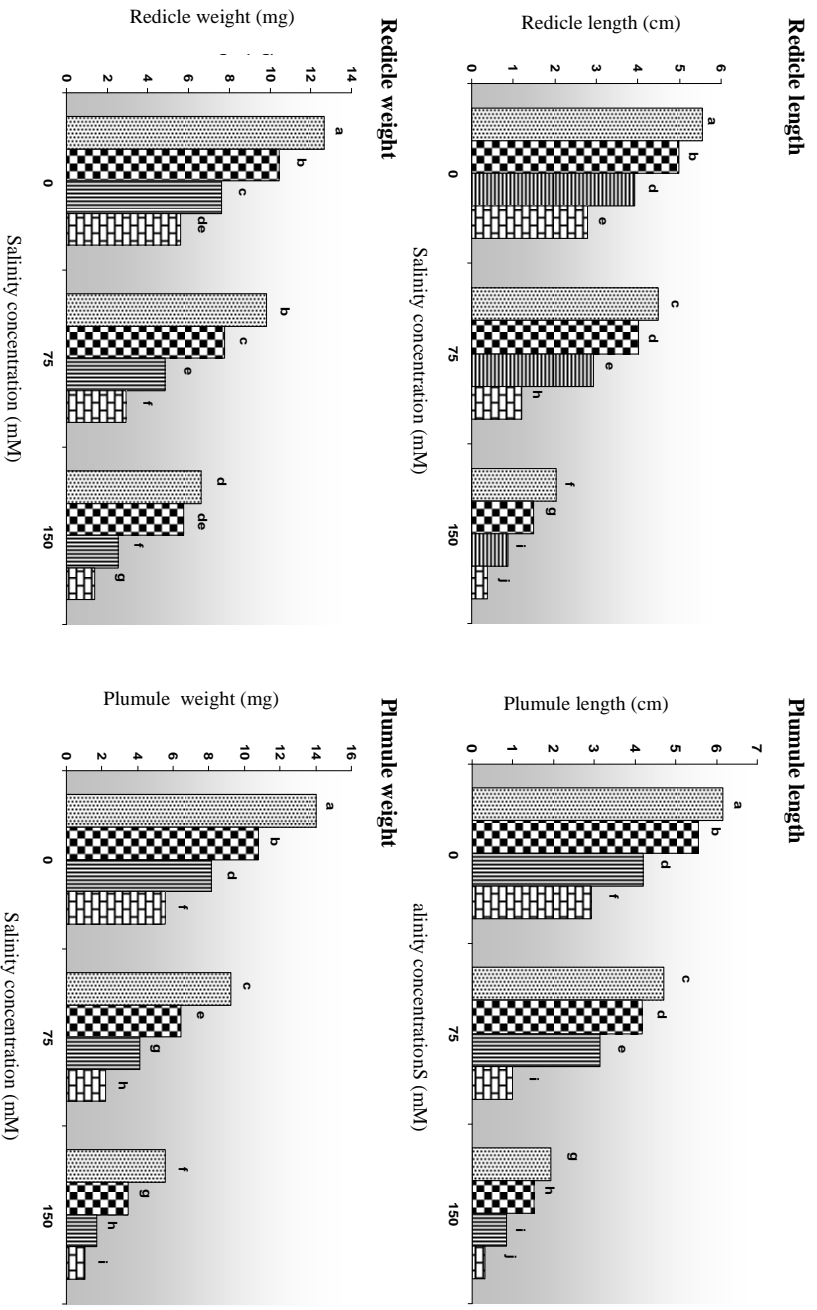 Redicle length
Redicle length (cm)
6
5
4
3
2
1
0
a
b
d
e
c
d
e
h
f
g
i
j
0
75
150
Salinity concentration (mM)
Plumule length
Plumule length (cm)
7
6
5
4
3
2
1
0
a
b
d
f
c
d
e
i
g
h
i
j
0
75
150
alinity concentrationS (mM)
Redicle weight
Redicle weight (mg)
14
12
10
8
6
4
2
0
a
b
c
de
b
c
e
f
d
de
f
g
0
75
150
Salinity concentration (mM)
Plumule weight
Plumule weight (mg)
16
14
12
10
8
6
4
2
0
a
b
d
f
c
e
g
h
f
g
h
i
0
75
150
Salinity concentration (mM)